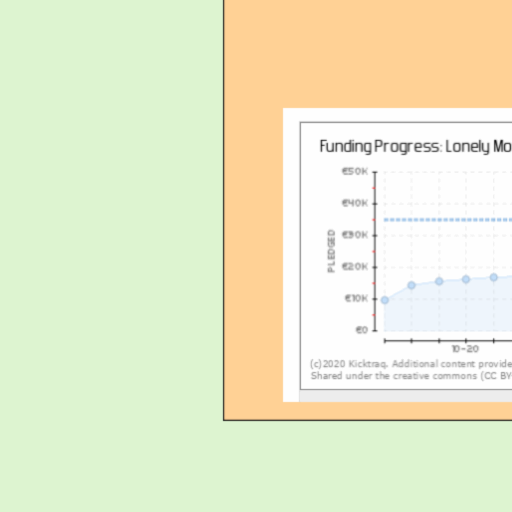 Funding Progress: Lonely Mo
€50K
€40K
€30K
€20K
€10K
€0
PLEDGED
10-20
(c)2020 Kicktraq. Additional content provide
Shared under the creative commons (CC BY